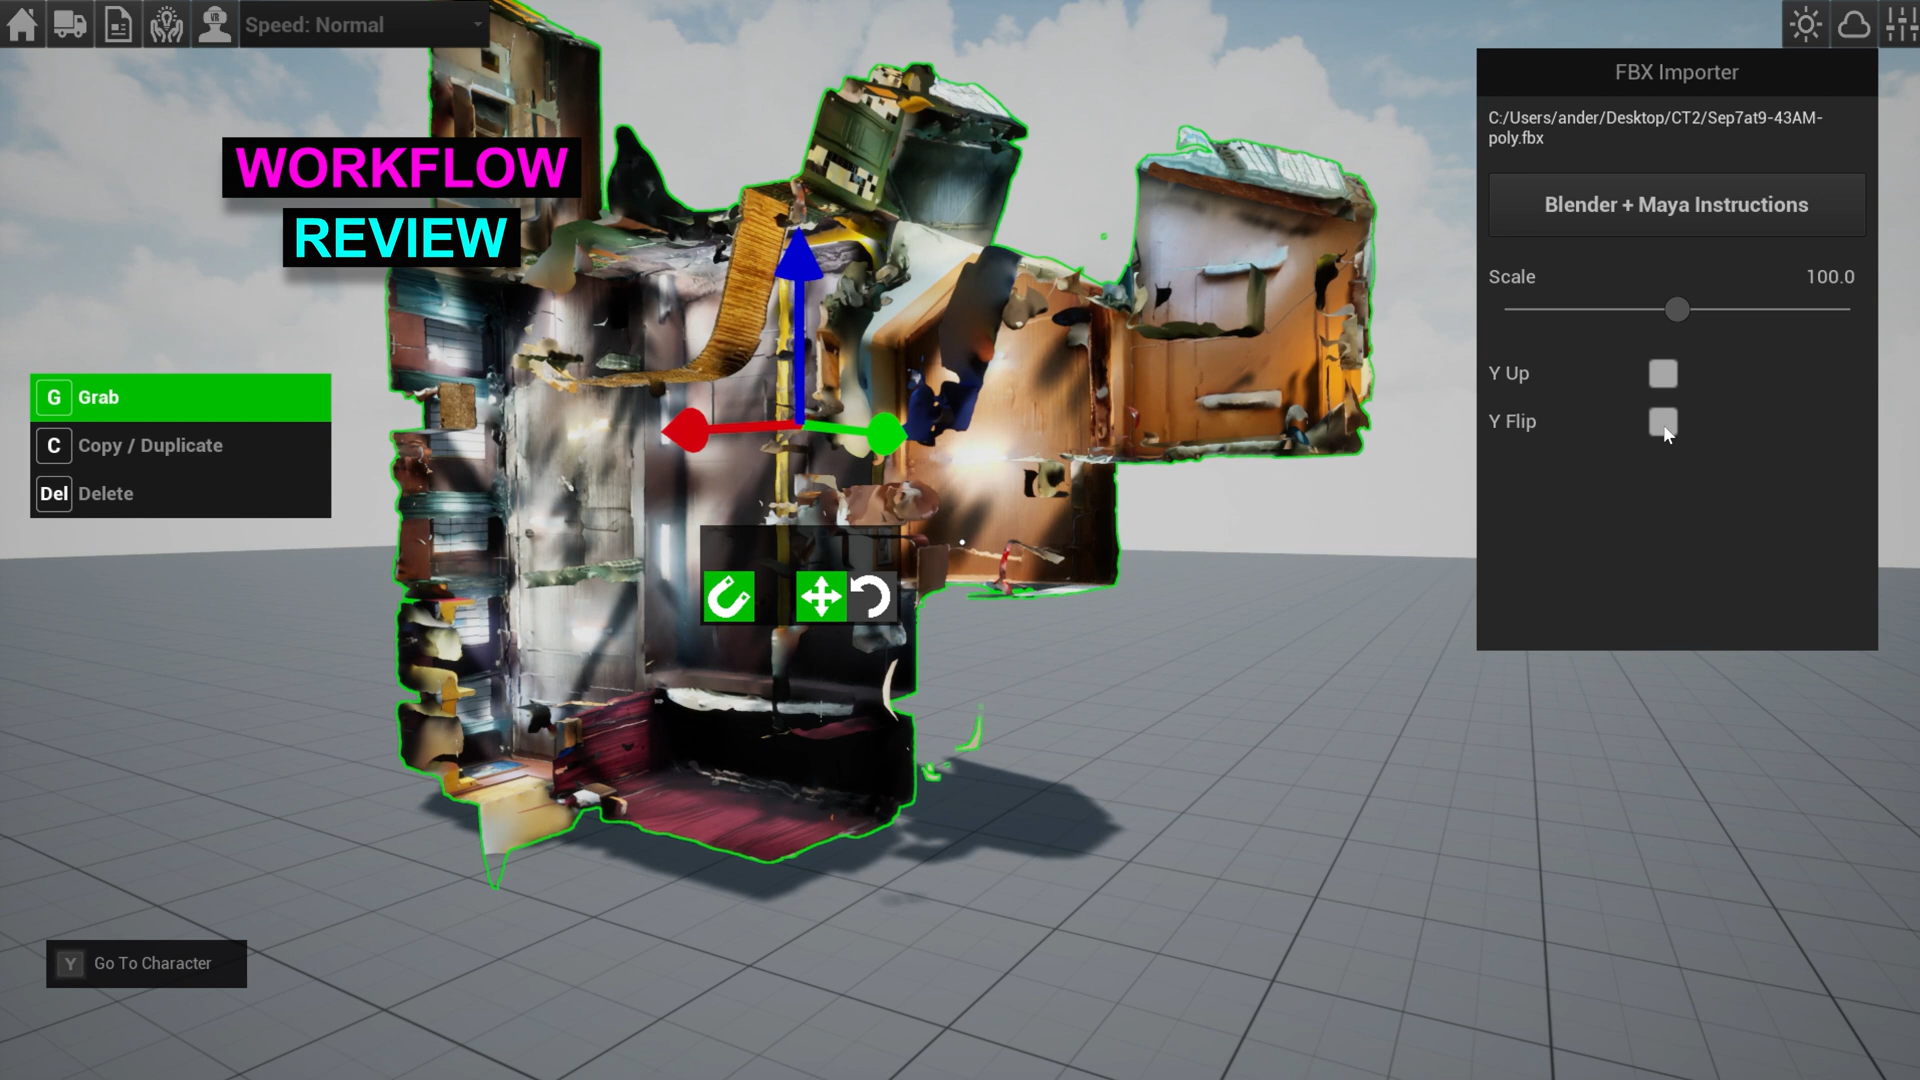 VR
Speed: Normal
FBX Importer
C:/Users/ander/Desktop/CT2/Sep7at9-43AM-
poly.fbx
Blender + Maya Instructions
Scale 100.0
Y Up
Y Flip
WORKFLOW
REVIEW
G Grab
C Copy / Duplicate
Del Delete
Y Go To Character